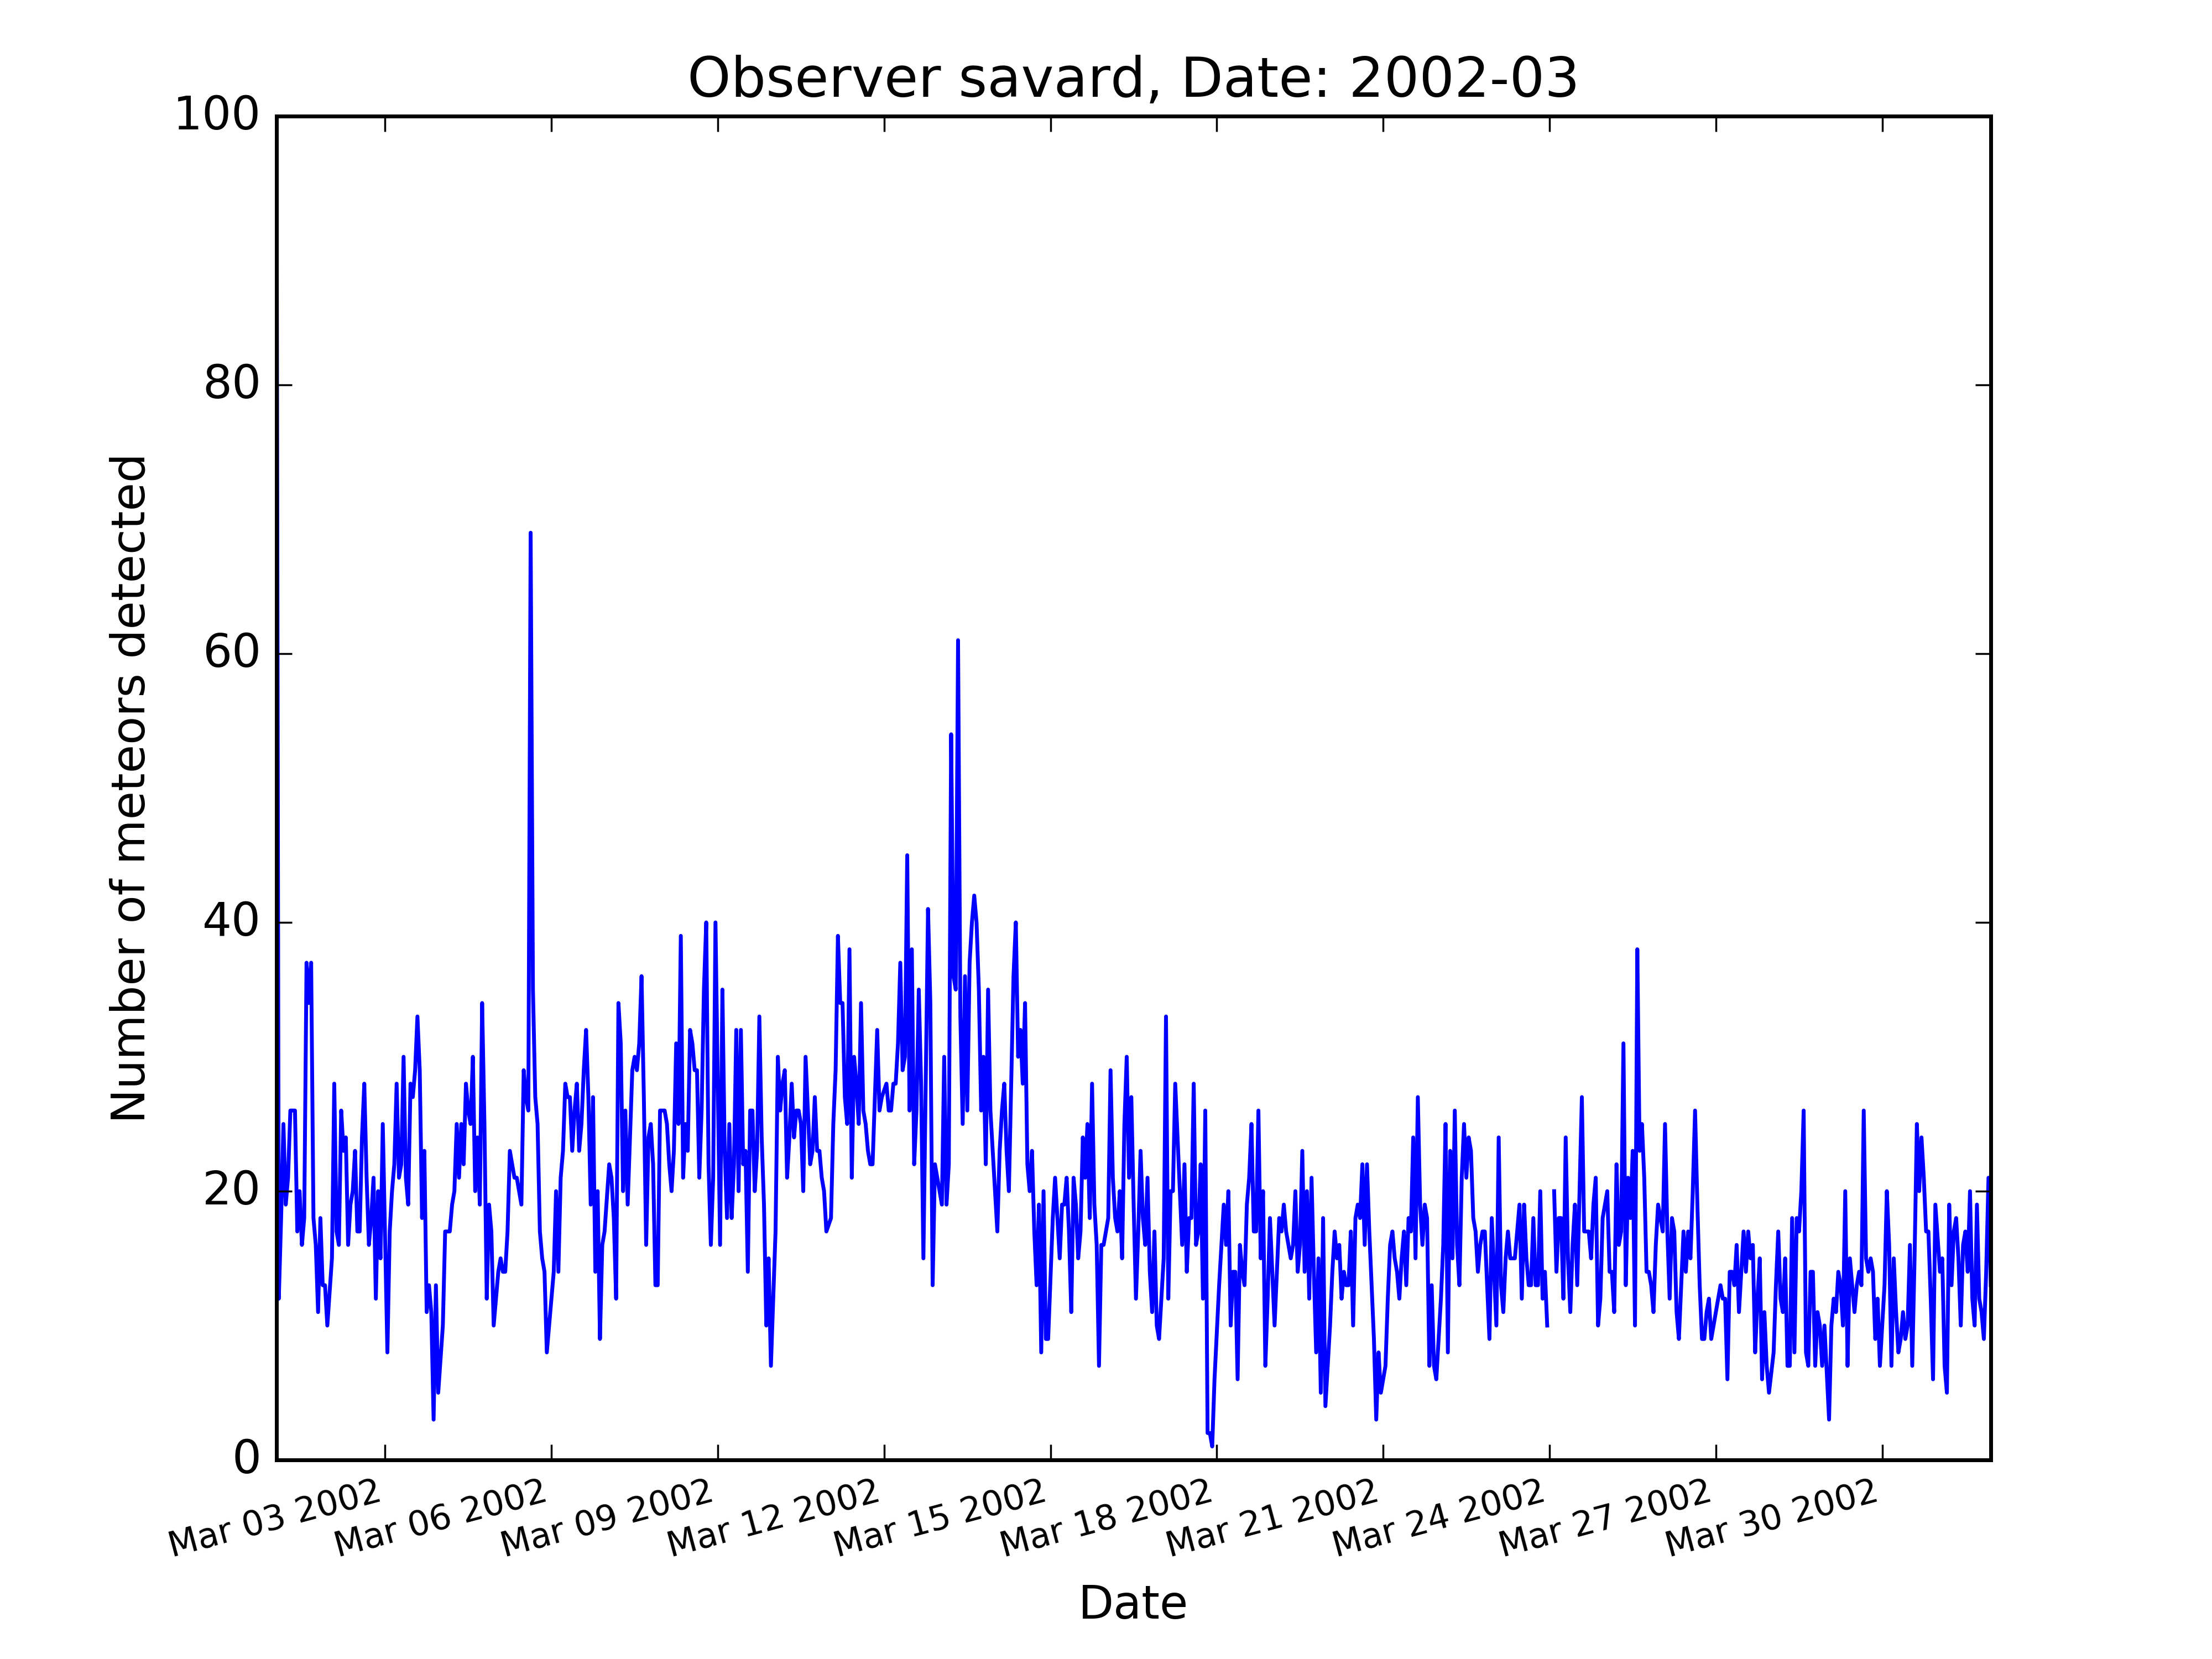 Observer savard, Date: 2002-03
100
80
60
40
20
0
Number of meteors detected
Mar 03 2002
Mar 06 2002
Mar 09 2002
Mar 12 2002
Mar 15 2002
Mar 18 2002
Mar 21 2002
Mar 24 2002
Mar 27 2002
Mar 30 2002
Date